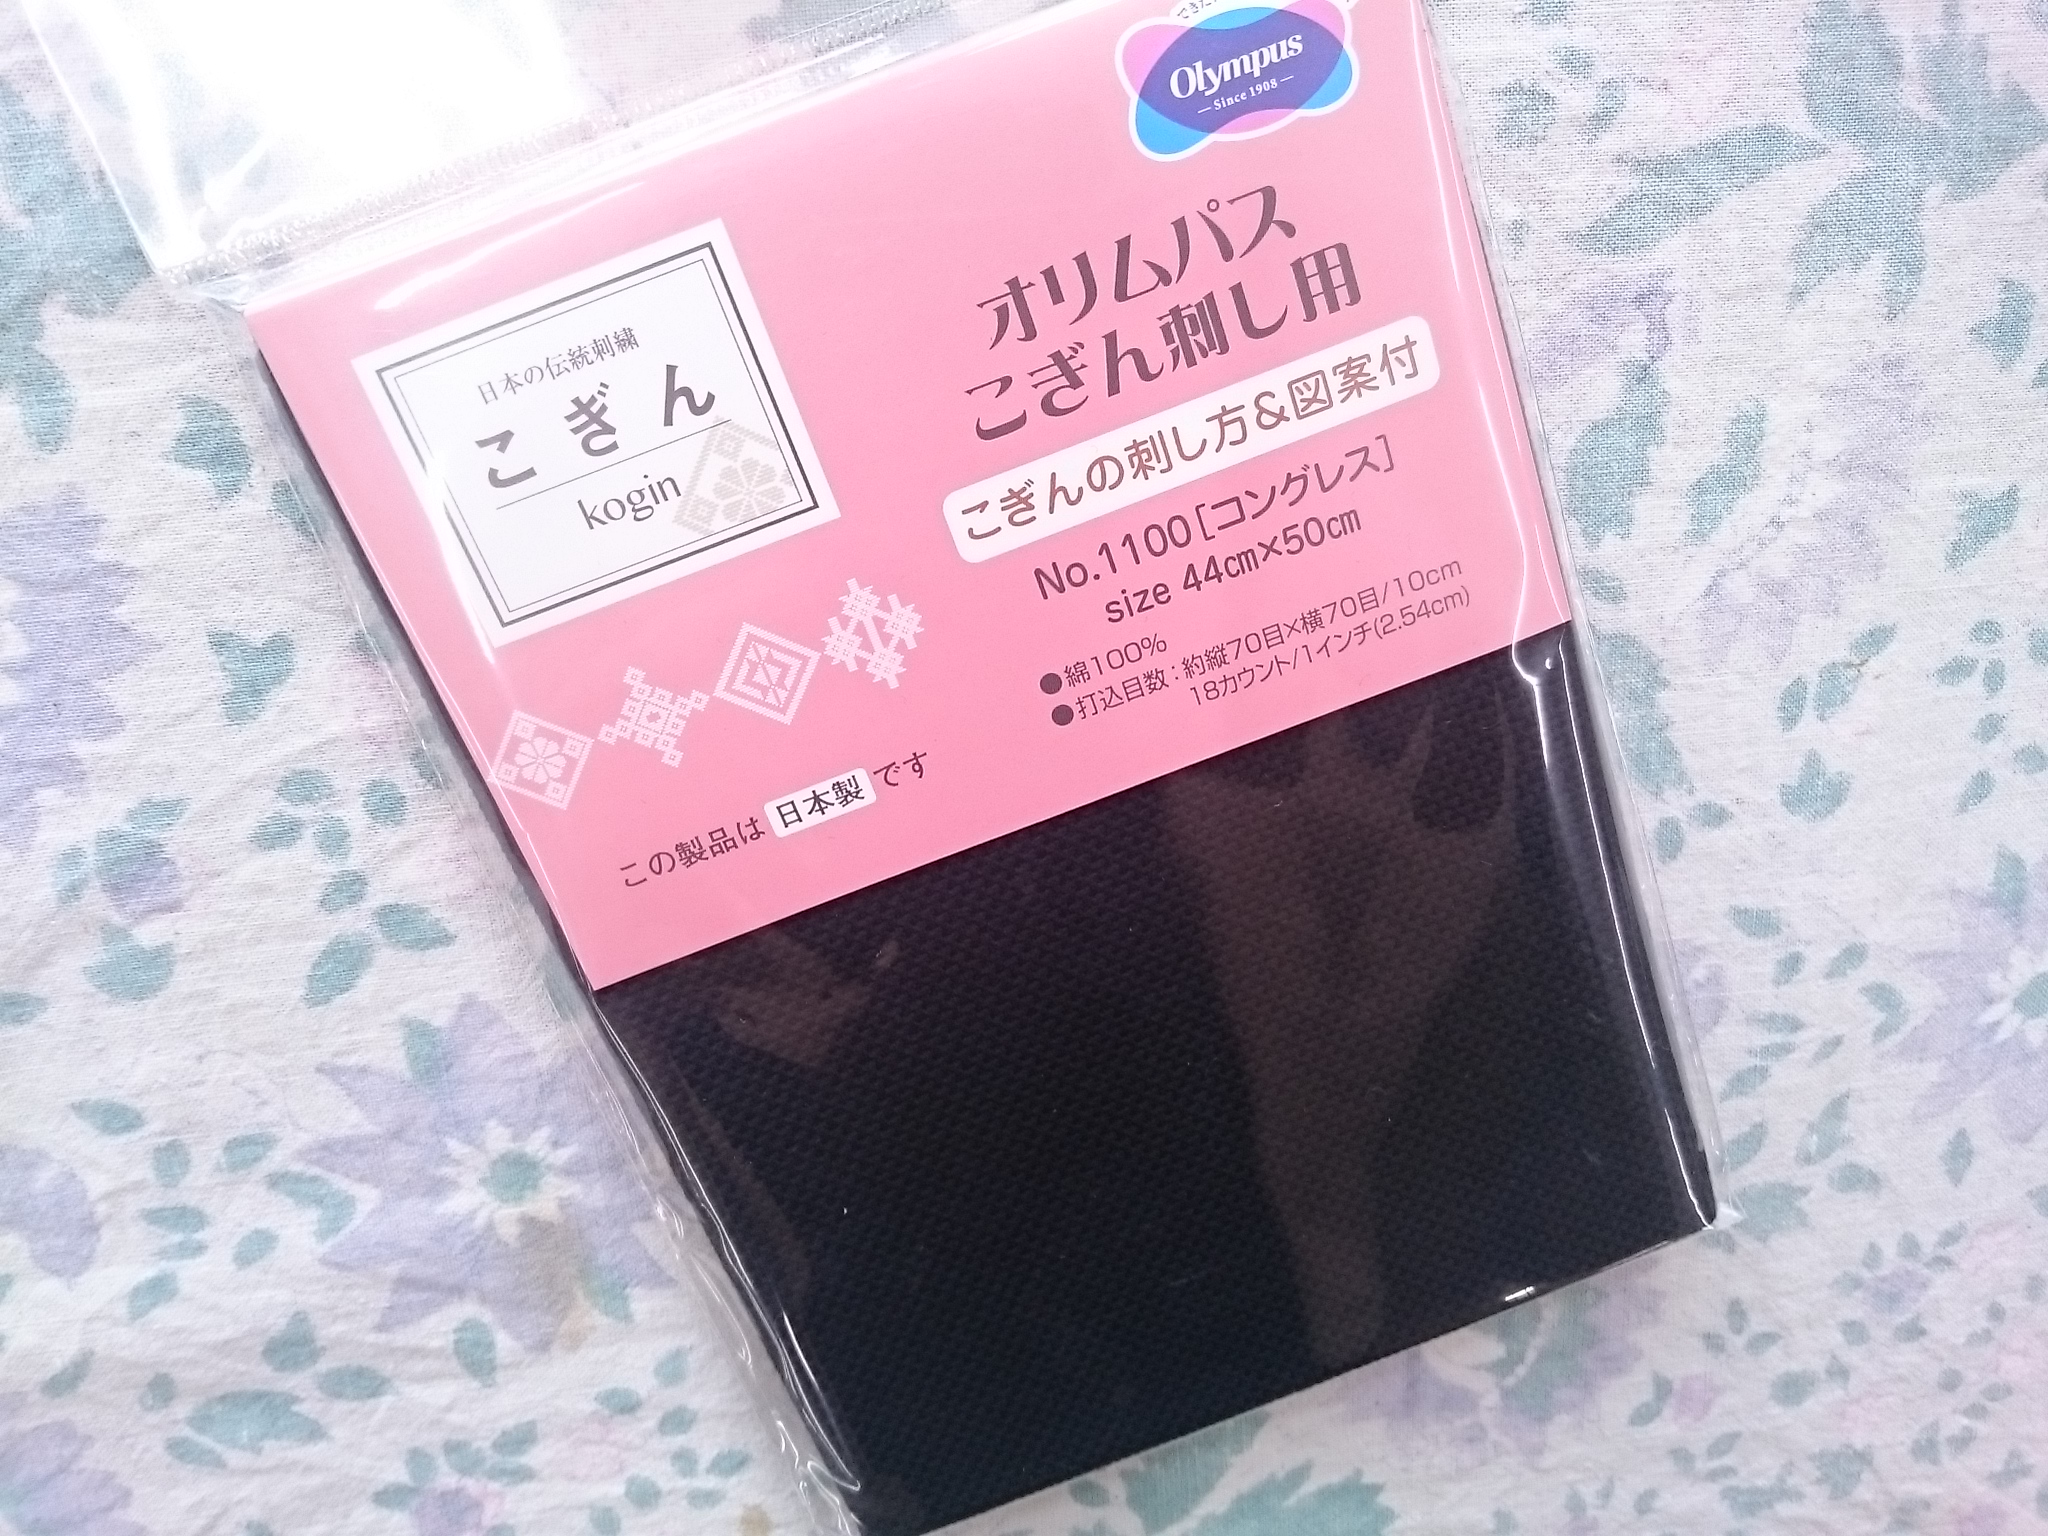 Olympus
Since 1908
日本の伝統刺繍
こぎん
kogin
オリムパス
こぎん刺し用
こぎんの刺し方&図案付
No.1100[コングレス]
size 44cm×50cm
●綿100%
●打込目数:約縦70目×横70目/10cm
18カウント/1インチ(2.54cm)
この製品は日本製です